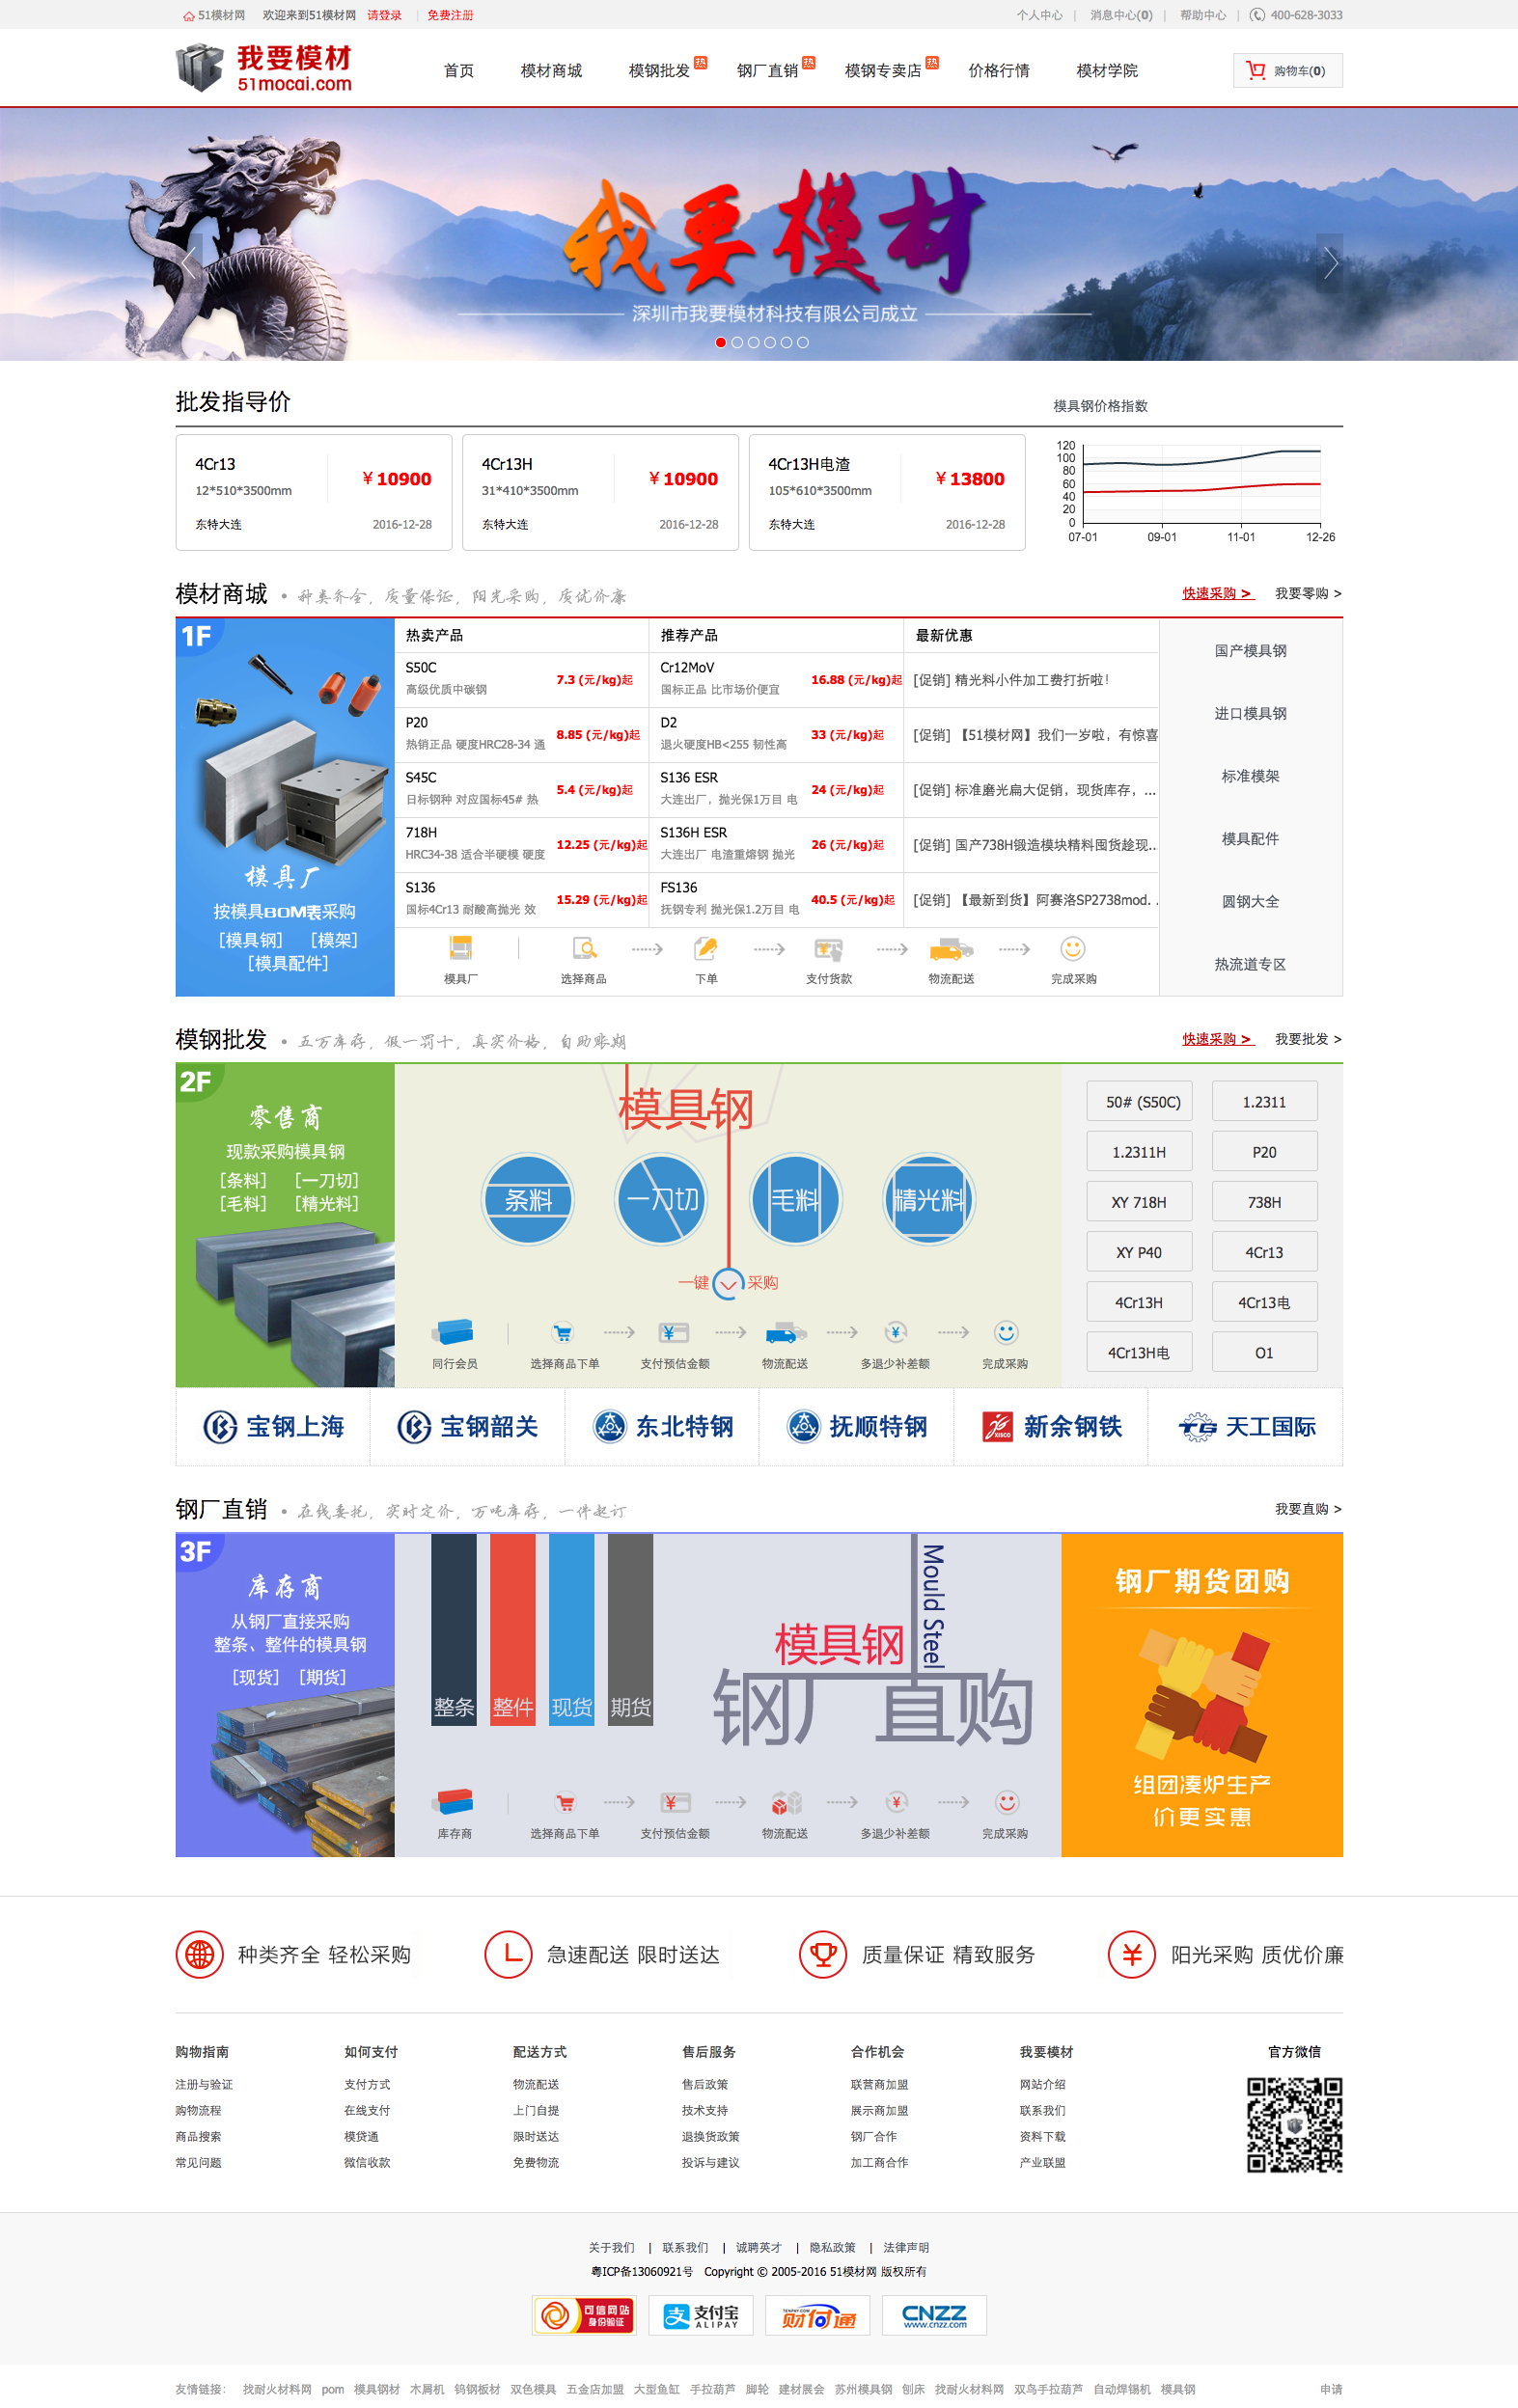 51模材网 欢迎来到51模材网 请登录 | 免费注册 个人中心 | 消息中心(0) | 帮助中心 | 400-628-3033
我要模材
51mocai.com
首页 模材商城 模钢批发 热 钢厂直销 热 模钢专卖店 热 价格行情 模材学院 购物车(0)
我要模材
深圳市我要模材科技有限公司成立
批发指导价 模具钢价格指数
4Cr13 ¥10900
12*510*3500mm
东特大连 2016-12-28
4Cr13H ¥10900
31*410*3500mm
东特大连 2016-12-28
4Cr13H电渣 ¥13800
105*610*3500mm
东特大连 2016-12-28
120
100
80
60
40
20
0
07-01 09-01 11-01 12-26
模材商城 • 种类齐全, 质量保证, 阳光采购, 质优价廉 快速采购 > 我要零购 >
1F
模具厂
按模具BOM表采购
[模具钢] [模架]
[模具配件]
热卖产品
S50C
高级优质中碳钢 7.3 (元/kg)起
P20
热销正品 硬度HRC28-34 通 8.85 (元/kg)起
S45C
日标钢种 对应国标45# 热 5.4 (元/kg)起
718H
HRC34-38 适合半硬模 硬度 12.25 (元/kg)起
S136
国标4Cr13 耐酸高抛光 效 15.29 (元/kg)起
推荐产品
Cr12MoV
国标正品 比市场价便宜 16.88 (元/kg)起
D2
退火硬度HB<255 韧性高 33 (元/kg)起
S136 ESR
大连出厂，抛光保1万目 电 24 (元/kg)起
S136H ESR
大连出厂 电渣重熔钢 抛光 26 (元/kg)起
FS136
抚钢专利 抛光保1.2万目 电 40.5 (元/kg)起
最新优惠
[促销] 精光料小件加工费打折啦！
[促销] 【51模材网】我们一岁啦，有惊喜
[促销] 标准磨光扁大促销，现货库存，...
[促销] 国产738H锻造模块精料囤货趁现...
[促销] 【最新到货】阿赛洛SP2738mod. .
国产模具钢
进口模具钢
标准模架
模具配件
圆钢大全
热流道专区
模具厂 选择商品 下单 支付货款 物流配送 完成采购
模钢批发 • 五万库存, 假一罚十, 真实价格, 自助账期 快速采购 > 我要批发 >
2F
零售商
现款采购模具钢
[条料] [一刀切]
[毛料] [精光料]
模具钢
条料 一刀切 毛料 精光料
一键 采购
同行会员 选择商品下单 支付预估金额 物流配送 多退少补差额 完成采购
50# (S50C) 1.2311
1.2311H P20
XY 718H 738H
XY P40 4Cr13
4Cr13H 4Cr13电
4Cr13H电 O1
宝钢上海 宝钢韶关 东北特钢 抚顺特钢 XISCO 新余钢铁 TG 天工国际
钢厂直销 • 在线委托, 实时定价, 万吨库存, 一件起订 我要直购 >
3F
库存商
从钢厂直接采购
整条、整件的模具钢
[现货] [期货]
整条 整件 现货 期货
Mould Steel
模具钢
钢厂 直购
库存商 选择商品下单 支付预估金额 物流配送 多退少补差额 完成采购
钢厂期货团购
组团凑炉生产
价更实惠
种类齐全 轻松采购 急速配送 限时送达 质量保证 精致服务 阳光采购 质优价廉
购物指南 如何支付 配送方式 售后服务 合作机会 我要模材 官方微信
注册与验证 支付方式 物流配送 售后政策 联营商加盟 网站介绍
购物流程 在线支付 上门自提 技术支持 展示商加盟 联系我们
商品搜索 模贷通 限时送达 退换货政策 钢厂合作 资料下载
常见问题 微信收款 免费物流 投诉与建议 加工商合作 产业联盟
关于我们 | 联系我们 | 诚聘英才 | 隐私政策 | 法律声明
粤ICP备13060921号 Copyright © 2005-2016 51模材网 版权所有
可信网站 身份验证 支付宝 ALIPAY TENPAY.COM 财付通 CNZZ www.cnzz.com
友情链接： 找耐火材料网 pom 模具钢材 木屑机 钨钢板材 双色模具 五金店加盟 大型鱼缸 手拉葫芦 脚轮 建材展会 苏州模具钢 刨床 找耐火材料网 双鸟手拉葫芦 自动焊锡机 模具钢 申请